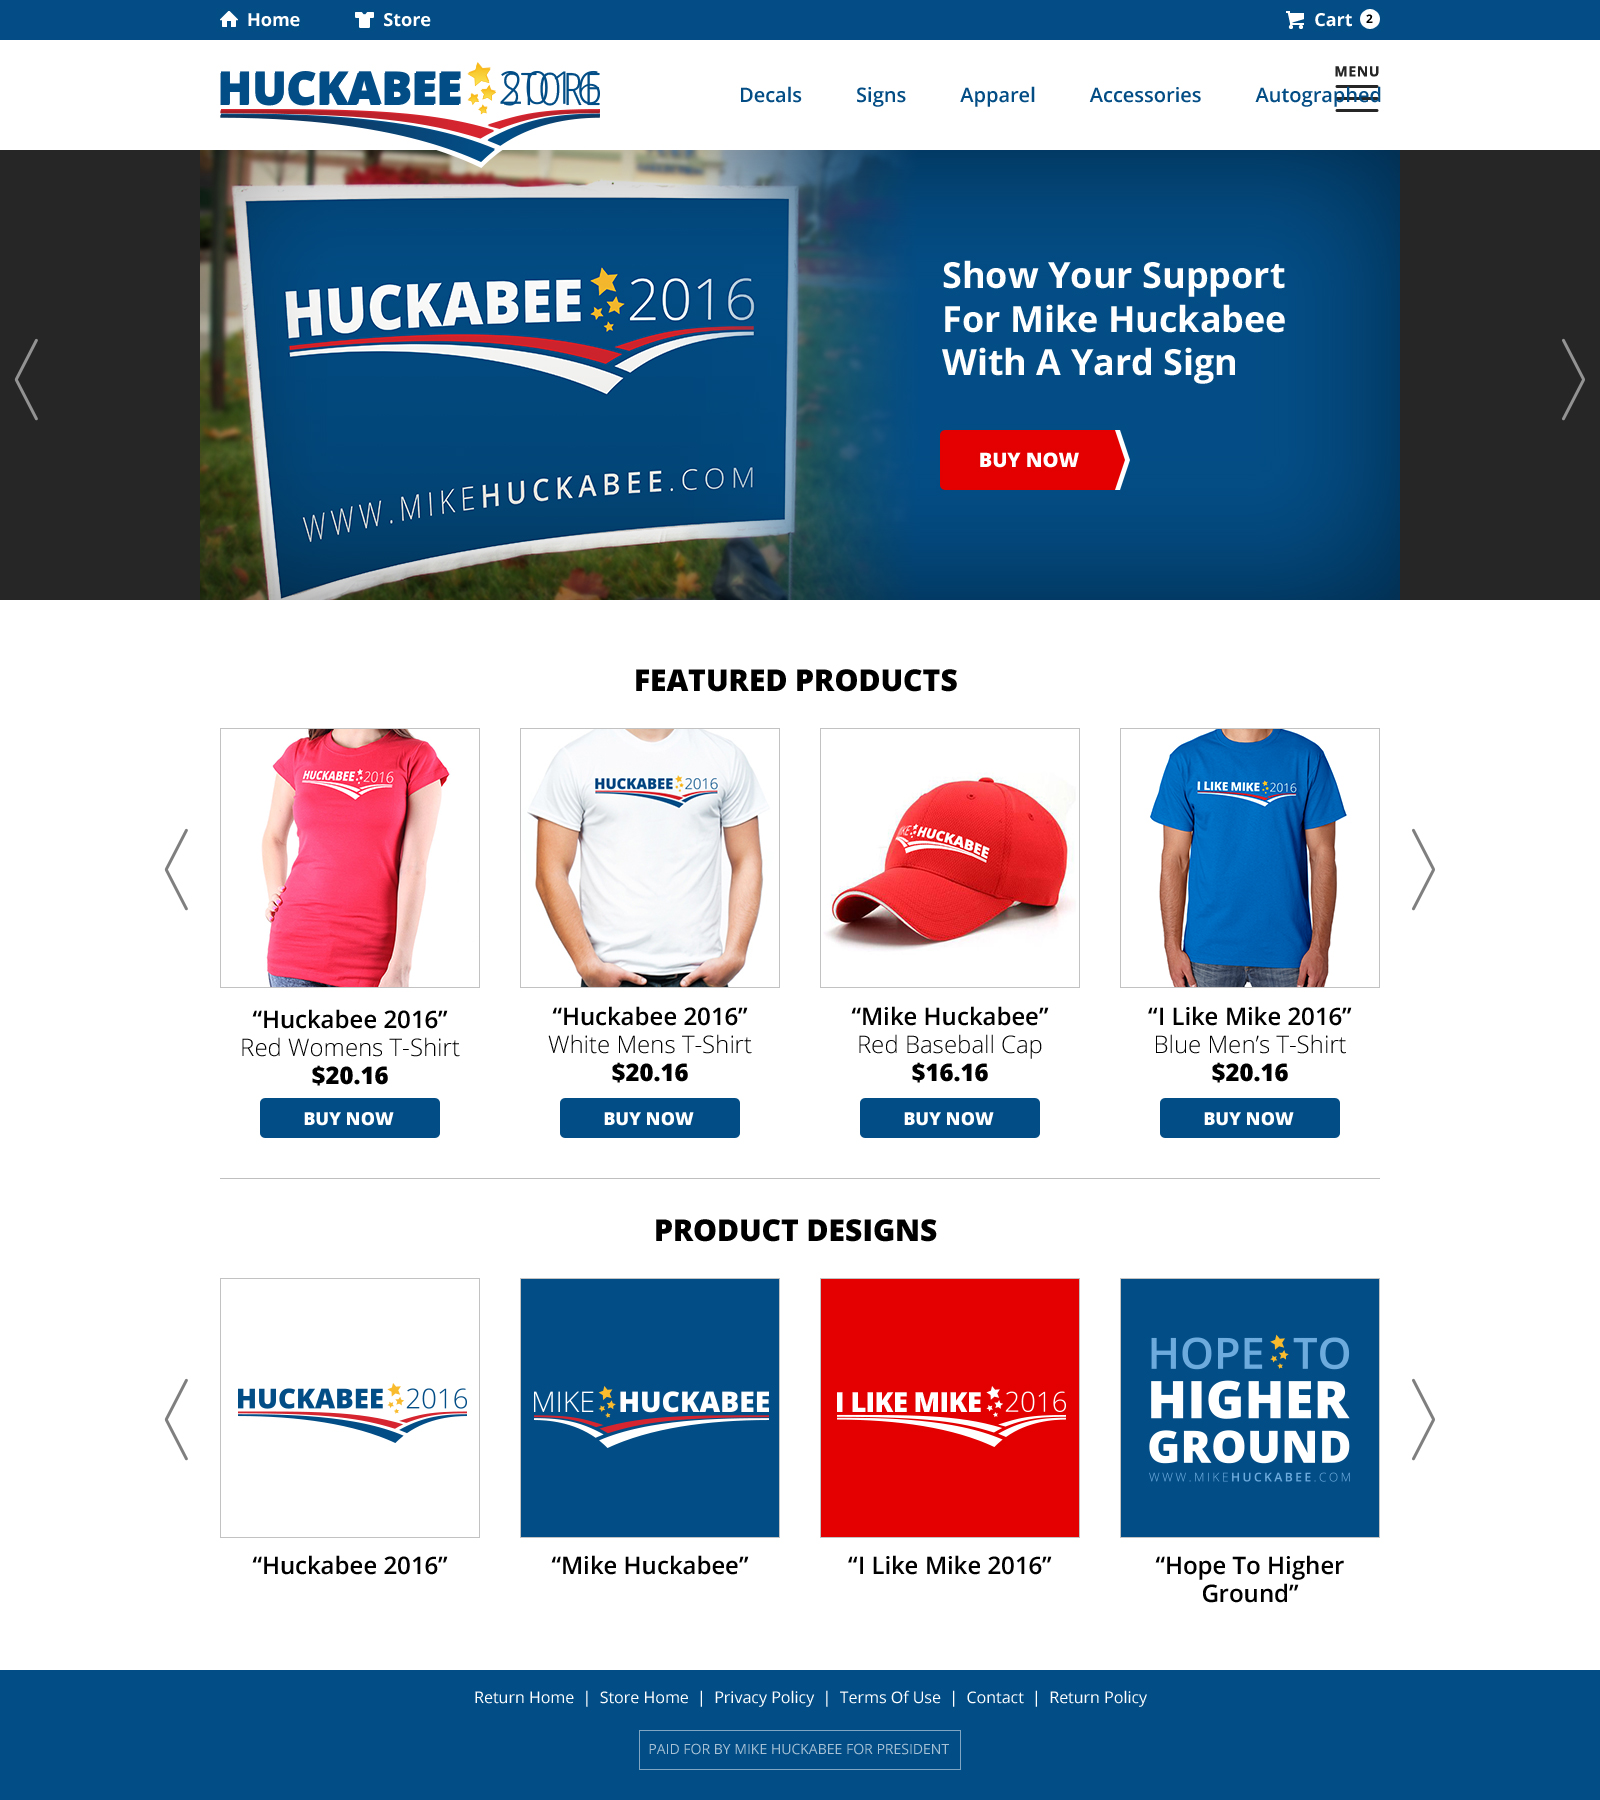 Home
Store
Cart 2
HUCKABEE
MENU
Decals
Signs
Apparel
Accessories
Autographed
HUCKABEE 2016
WWW.MIKEHUCKABEE.COM
Show Your Support
For Mike Huckabee
With A Yard Sign
BUY NOW
FEATURED PRODUCTS
HUCKABEE 2016
HUCKABEE 2016
MIKE HUCKABEE
I LIKE MIKE 2016
“Huckabee 2016”
Red Womens T-Shirt
$20.16
BUY NOW
“Huckabee 2016”
White Mens T-Shirt
$20.16
BUY NOW
“Mike Huckabee”
Red Baseball Cap
$16.16
BUY NOW
“I Like Mike 2016”
Blue Men’s T-Shirt
$20.16
BUY NOW
PRODUCT DESIGNS
HUCKABEE 2016
MIKE HUCKABEE
I LIKE MIKE 2016
HOPE TO
HIGHER
GROUND
WWW.MIKEHUCKABEE.COM
“Huckabee 2016”
“Mike Huckabee”
“I Like Mike 2016”
“Hope To Higher
Ground”
Return Home | Store Home | Privacy Policy | Terms Of Use | Contact | Return Policy
PAID FOR BY MIKE HUCKABEE FOR PRESIDENT